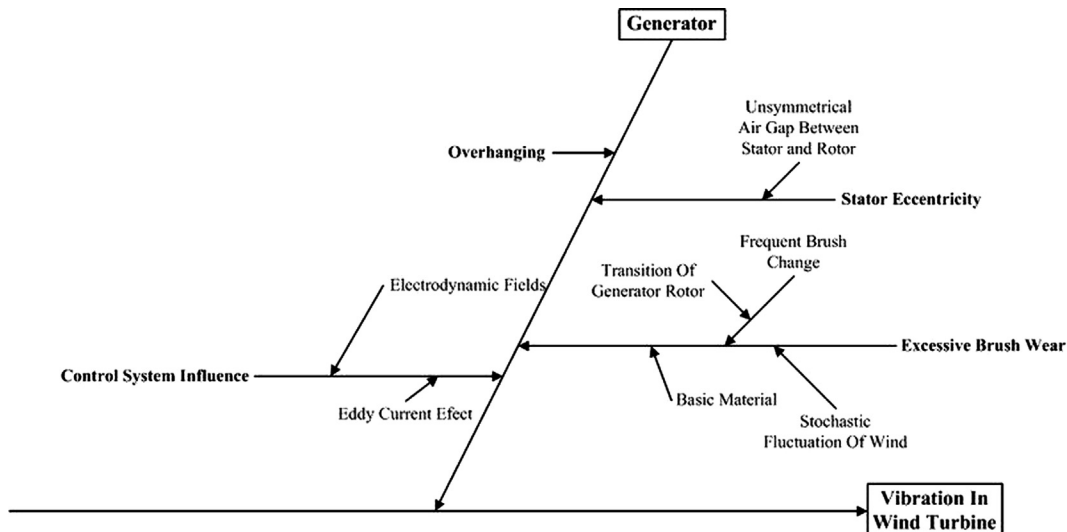 Generator
Unsymmetrical
Air Gap Between
Stator and Rotor
Overhanging
Stator Eccentricity
Frequent Brush
Change
Transition Of
Generator Rotor
Electrodynamic Fields
Excessive Brush Wear
Control System Influence
Basic Material
Eddy Current Efect
Stochastic
Fluctuation Of Wind
Vibration In
Wind Turbine